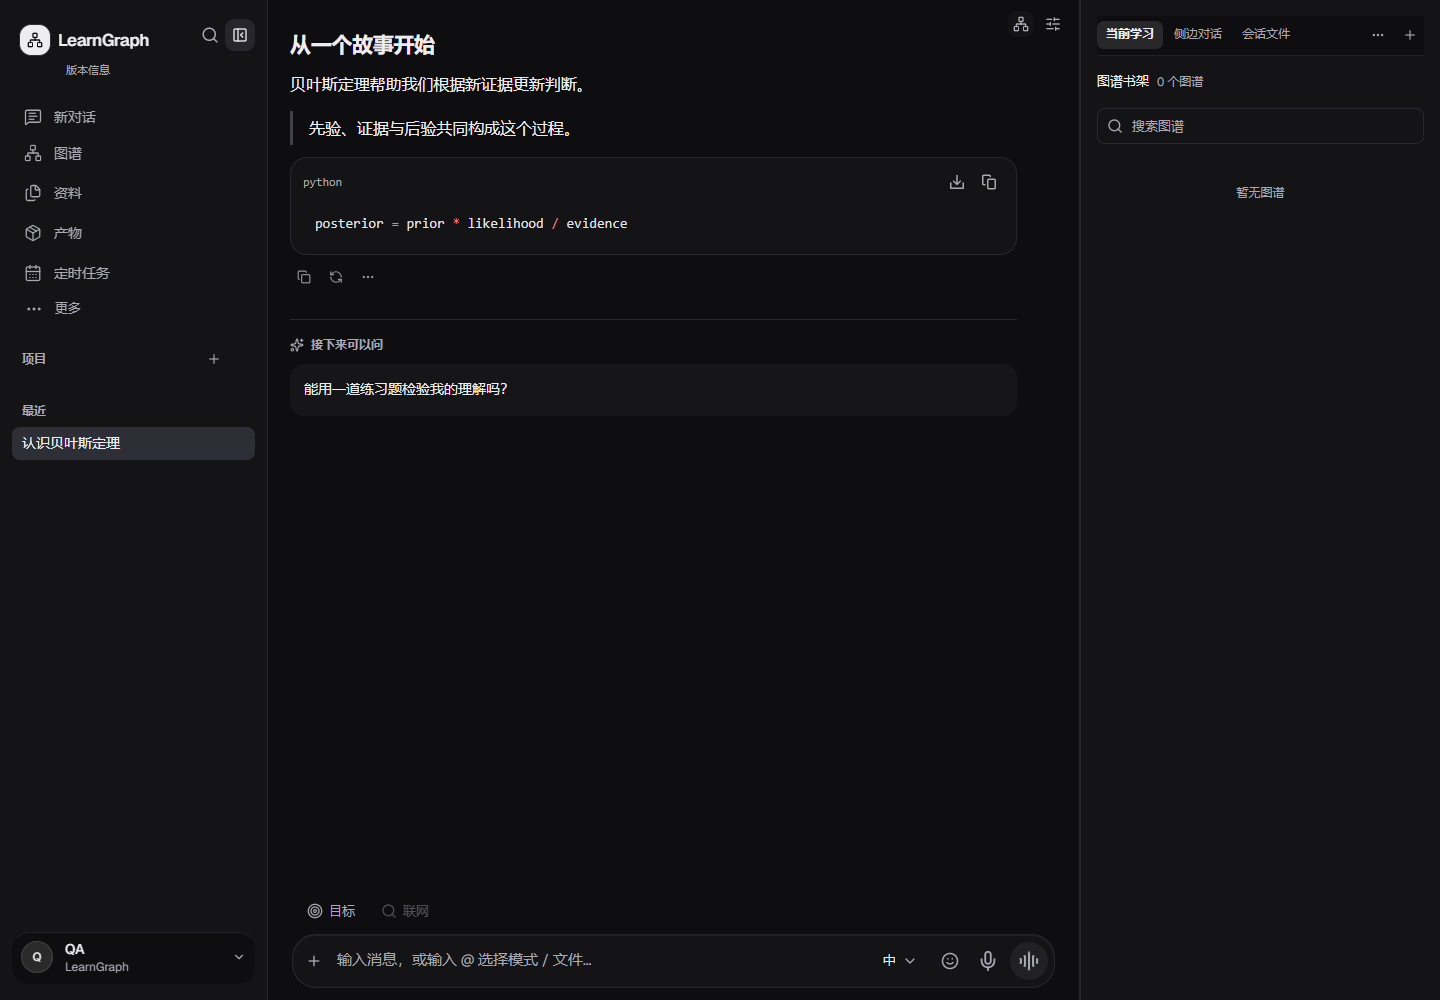 LearnGraph
版本信息
新对话
图谱
资料
产物
定时任务
更多
项目
最近
认识贝叶斯定理
Q
QA
LearnGraph
从一个故事开始
贝叶斯定理帮助我们根据新证据更新判断。
先验、证据与后验共同构成这个过程。
python
posterior = prior * likelihood / evidence
接下来可以问
能用一道练习题检验我的理解吗？
目标
联网
输入消息，或输入 @ 选择模式 / 文件...
中
当前学习
侧边对话
会话文件
图谱书架 0 个图谱
搜索图谱
暂无图谱